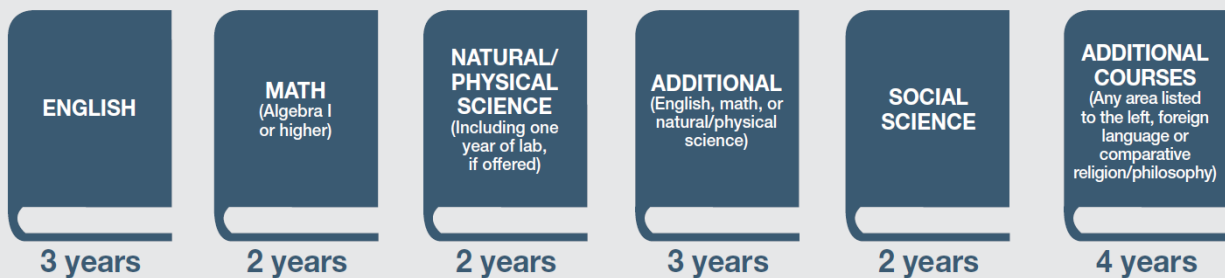 ENGLISH
3 years
MATH
(Algebra I
or higher)
2 years
NATURAL/
PHYSICAL
SCIENCE
(Including one
year of lab,
if offered)
2 years
ADDITIONAL
(English, math, or
natural/physical
science)
3 years
SOCIAL
SCIENCE
2 years
ADDITIONAL
COURSES
(Any area listed
to the left, foreign
language or
comparative
religion/philosophy)
4 years